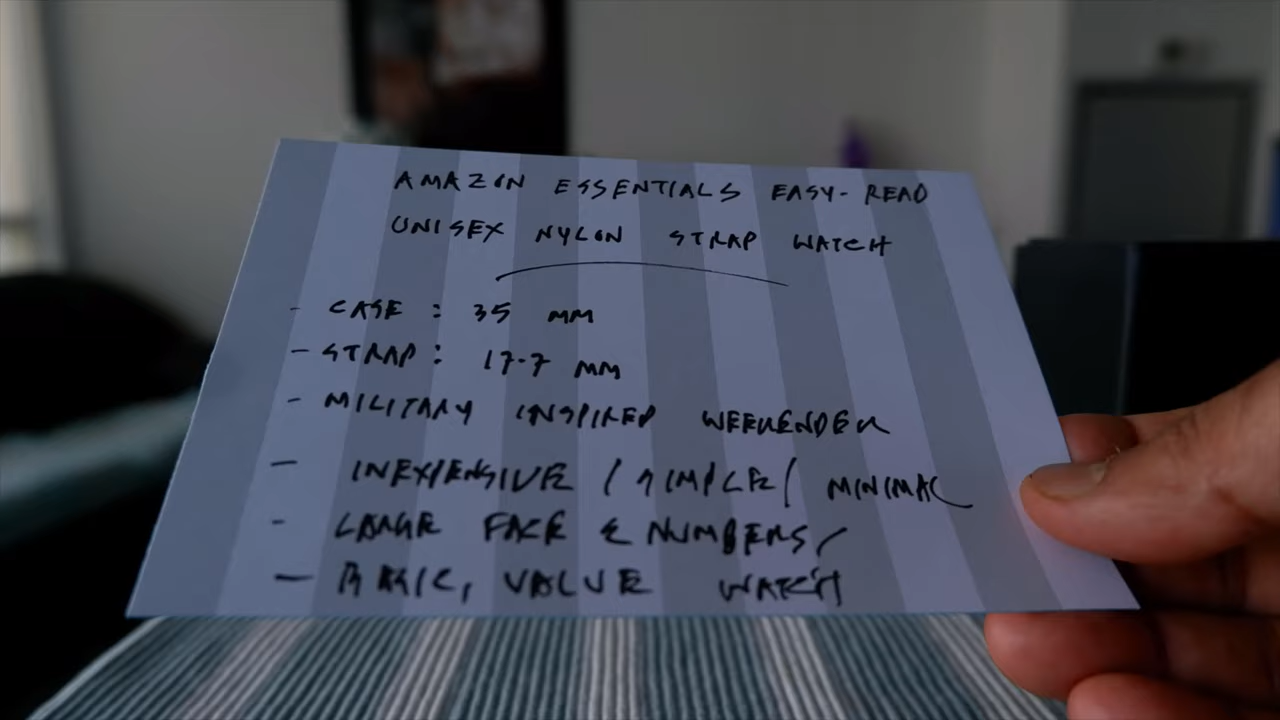 AMAZON ESSENTIALS EASY-READ
UNISEX NYLON STRAP WATCH
- CASE : 35 MM
- STRAP : 17.7 MM
- MILITARY INSPIRED WEEKENDER
- INEXPENSIVE / SIMPLE / MINIMAL
- LARGE FACE & NUMBERS /
- BASIC, VALUE WATCH